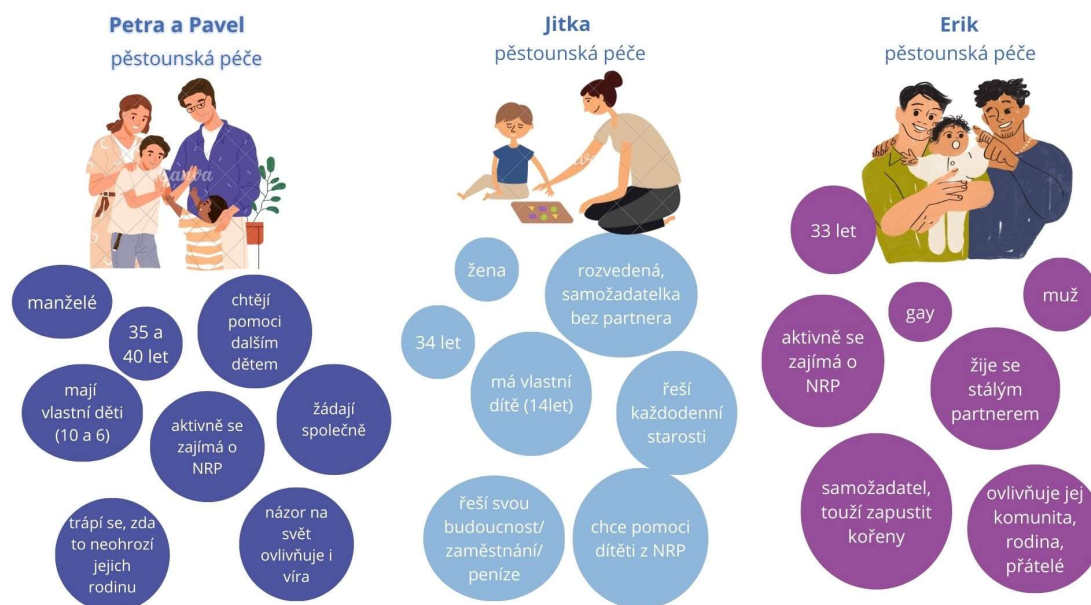 Petra a Pavel
pěstounská péče
Canva
manželé
35 a
40 let
chtějí
pomoci
dalším
dětem
mají
vlastní děti
(10 a 6)
aktivně se
zajímá o
NRP
žádají
společně
trápí se, zda
to neohrozí
jejich
rodinu
názor na
svět
ovlivňuje i
víra
Jitka
pěstounská péče
žena
rozvedená,
samožadatelka
bez partnera
34 let
má vlastní
dítě (14let)
řeší
každodenní
starosti
řeší svou
budoucnost/
zaměstnání/
peníze
chce pomoci
dítěti z NRP
Erik
pěstounská péče
33 let
muž
gay
aktivně se
zajímá o
NRP
žije se
stálým
partnerem
samožadatel,
touží zapustit
kořeny
ovlivňuje jej
komunita,
rodina,
přátelé